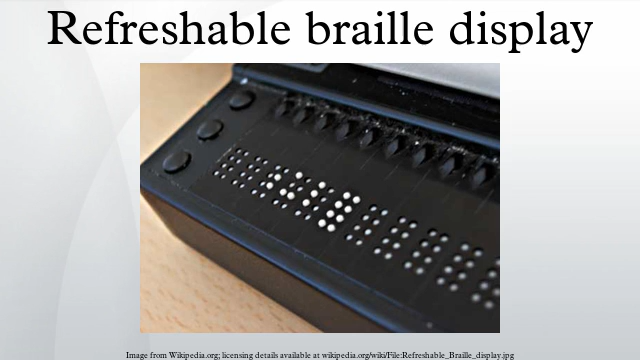 Refreshable braille display
Image from Wikipedia.org; licensing details available at wikipedia.org/wiki/File:Refreshable_Braille_display.jpg